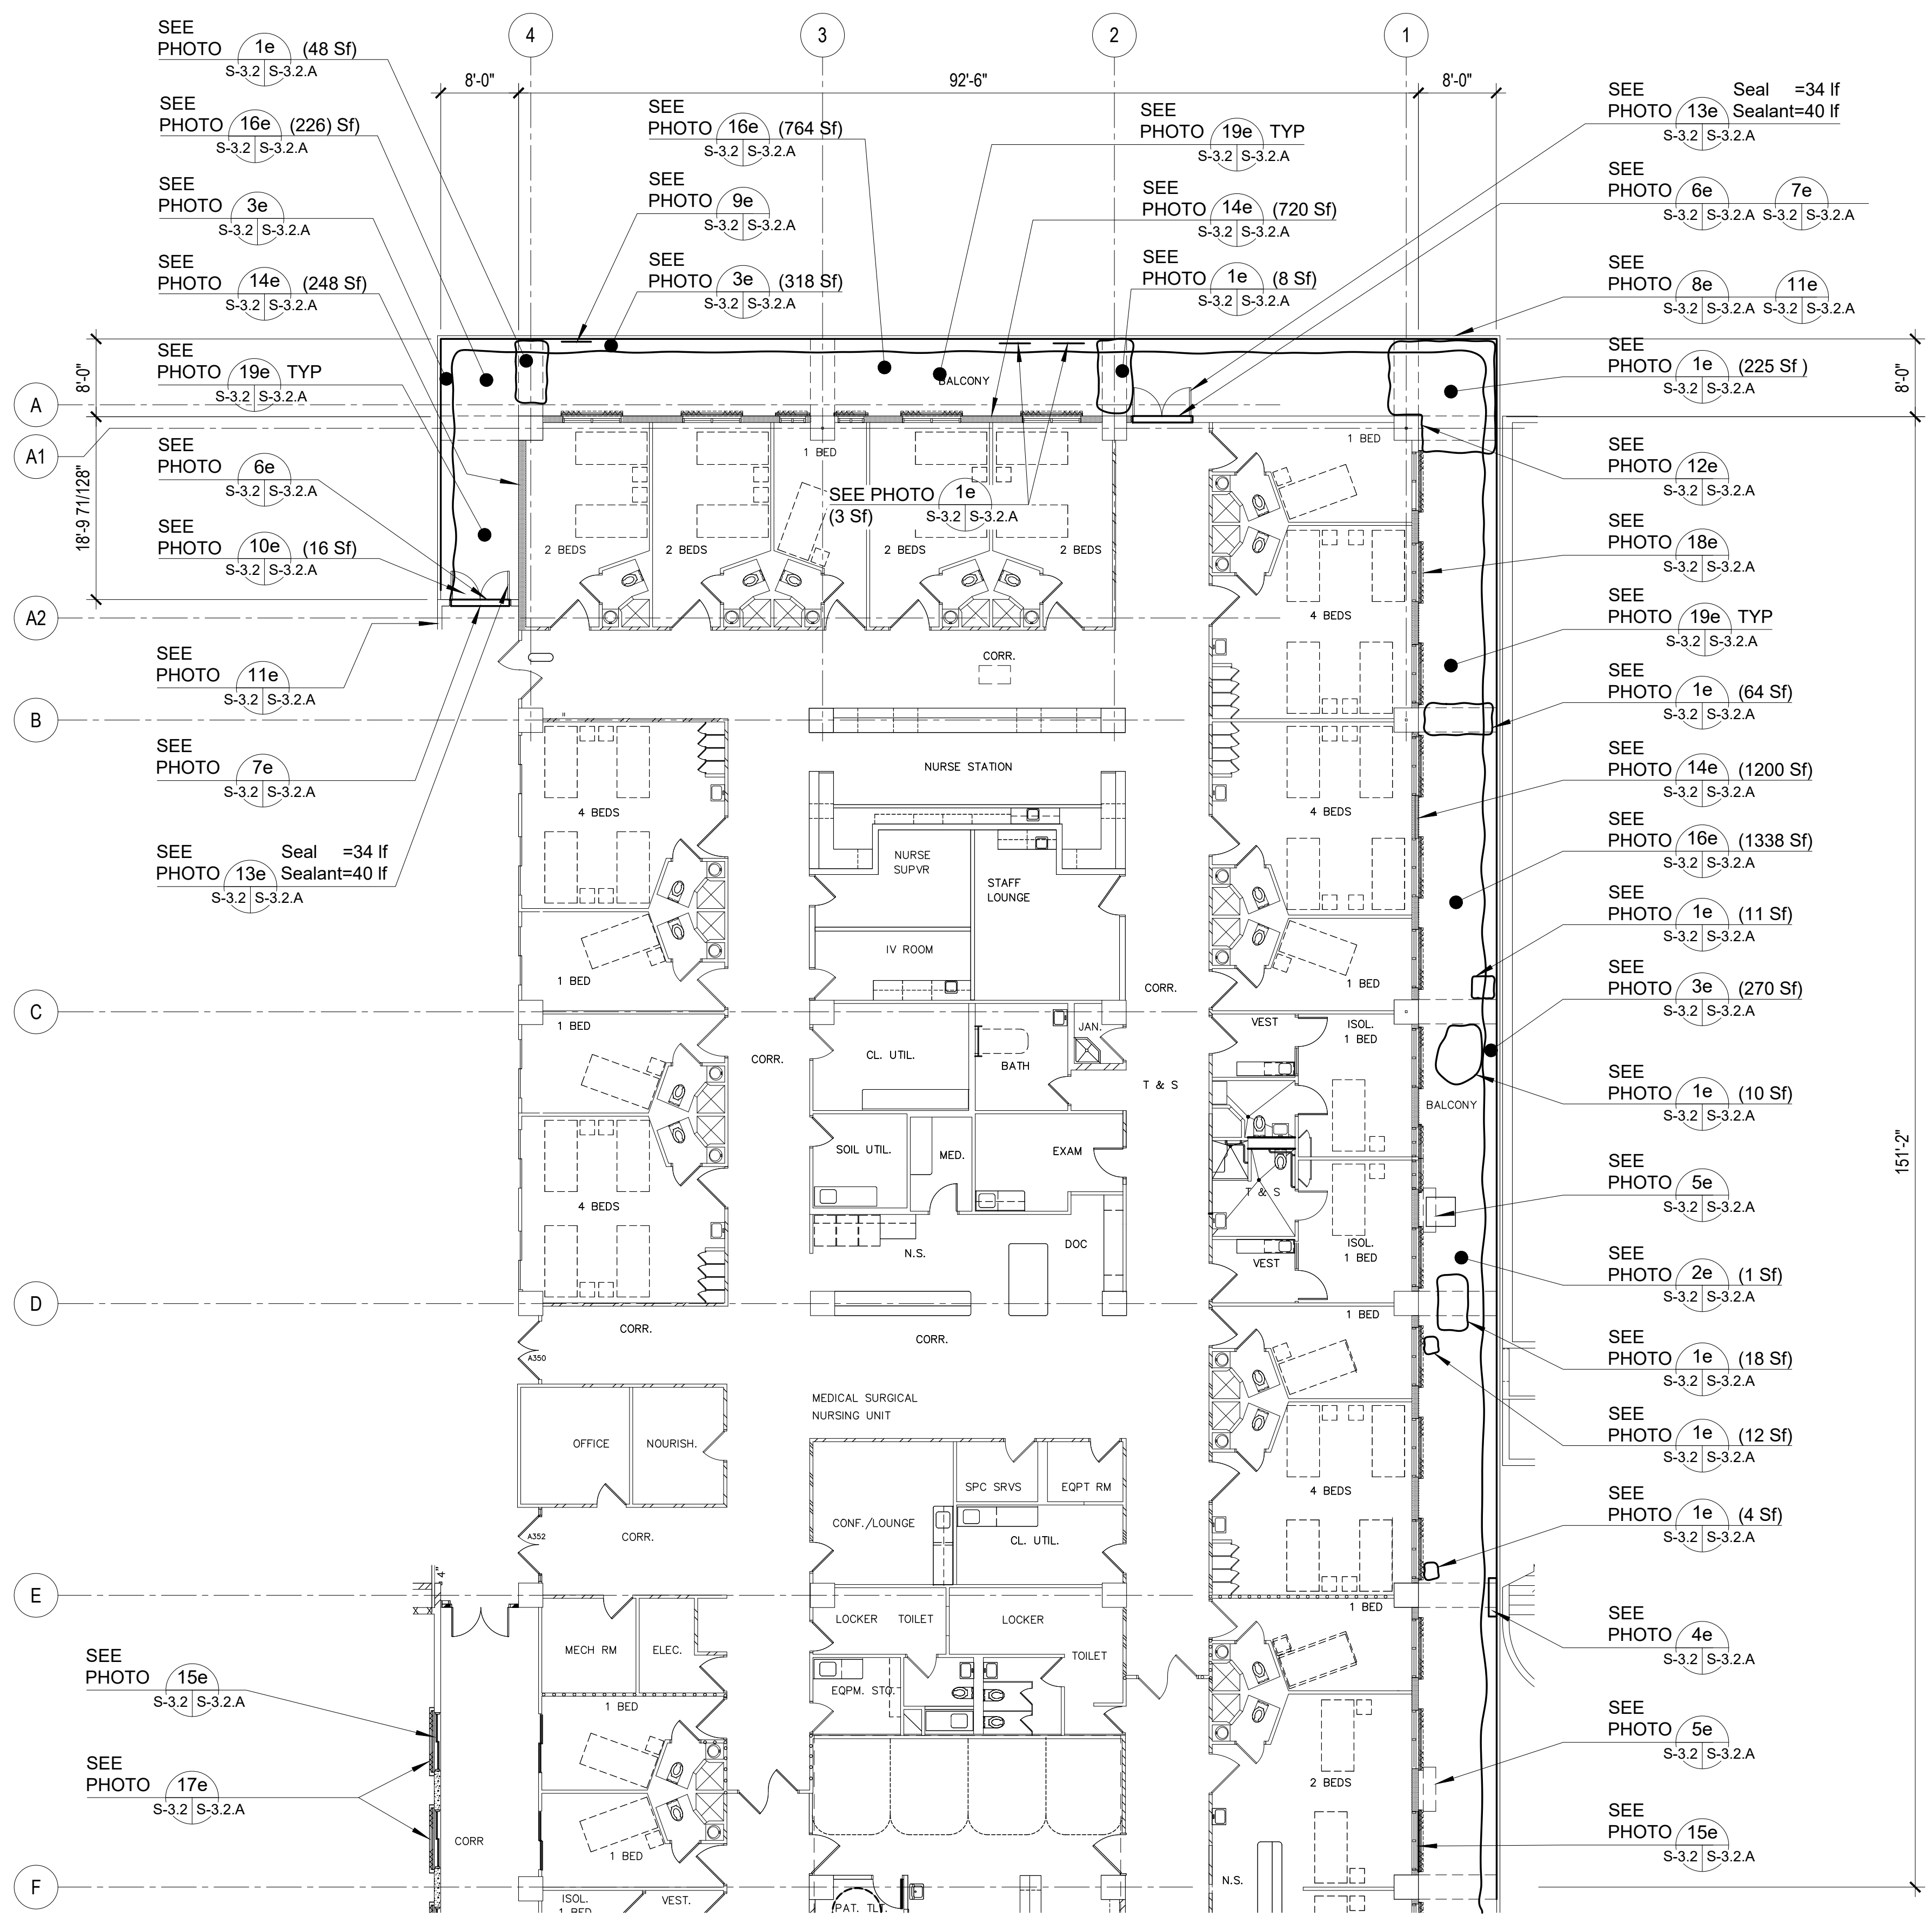 4
3
2
1
8'-0"
92'-6"
8'-0"
SEE
PHOTO 1e (48 Sf)
S-3.2 S-3.2.A
SEE
PHOTO 16e (226) Sf
S-3.2 S-3.2.A
SEE
PHOTO 3e
S-3.2 S-3.2.A
SEE
PHOTO 14e (248 Sf)
S-3.2 S-3.2.A
SEE
PHOTO 19e TYP
S-3.2 S-3.2.A
SEE
PHOTO 6e
S-3.2 S-3.2.A
SEE
PHOTO 10e (16 Sf)
S-3.2 S-3.2.A
SEE
PHOTO 11e
S-3.2 S-3.2.A
SEE
PHOTO 7e
S-3.2 S-3.2.A
SEE Seal =34 lf
PHOTO 13e Sealant=40 lf
S-3.2 S-3.2.A
SEE
PHOTO 15e
S-3.2 S-3.2.A
SEE
PHOTO 17e
S-3.2 S-3.2.A
8'-0"
18'-9 71/128"
A
A1
A2
B
C
D
E
F
SEE
PHOTO 16e (764 Sf)
S-3.2 S-3.2.A
SEE
PHOTO 9e
S-3.2 S-3.2.A
SEE
PHOTO 3e (318 Sf)
S-3.2 S-3.2.A
SEE
PHOTO 19e TYP
S-3.2 S-3.2.A
SEE
PHOTO 14e (720 Sf)
S-3.2 S-3.2.A
SEE
PHOTO 1e (8 Sf)
S-3.2 S-3.2.A
BALCONY
SEE PHOTO 1e
(3 Sf) S-3.2 S-3.2.A
1 BED
1 BED
2 BEDS
2 BEDS
2 BEDS
2 BEDS
4 BEDS
CORR.
NURSE STATION
4 BEDS
4 BEDS
NURSE
SUPVR
STAFF
LOUNGE
IV ROOM
1 BED
1 BED
CORR.
1 BED
CORR.
CL. UTIL.
BATH
JAN.
T & S
VEST
ISOL.
1 BED
BALCONY
SOIL UTIL.
MED.
EXAM
T & S
4 BEDS
N.S.
DOC
VEST
ISOL.
1 BED
1 BED
CORR.
CORR.
A350
MEDICAL SURGICAL
NURSING UNIT
OFFICE
NOURISH.
SPC SRVS
EQPT RM
4 BEDS
CONF./LOUNGE
CL. UTIL.
A352
CORR.
4"
LOCKER
TOILET
LOCKER
1 BED
MECH RM
ELEC.
TOILET
EQPM. STO.
1 BED
2 BEDS
CORR
1 BED
N.S.
ISOL.
1 BED
VEST.
PAT. TLT.
SEE Seal =34 lf
PHOTO 13e Sealant=40 lf
S-3.2 S-3.2.A
SEE
PHOTO 6e 7e
S-3.2 S-3.2.A S-3.2 S-3.2.A
SEE
PHOTO 8e 11e
S-3.2 S-3.2.A S-3.2 S-3.2.A
SEE
PHOTO 1e (225 Sf )
S-3.2 S-3.2.A
SEE
PHOTO 12e
S-3.2 S-3.2.A
SEE
PHOTO 18e
S-3.2 S-3.2.A
SEE
PHOTO 19e TYP
S-3.2 S-3.2.A
SEE
PHOTO 1e (64 Sf)
S-3.2 S-3.2.A
SEE
PHOTO 14e (1200 Sf)
S-3.2 S-3.2.A
SEE
PHOTO 16e (1338 Sf)
S-3.2 S-3.2.A
SEE
PHOTO 1e (11 Sf)
S-3.2 S-3.2.A
SEE
PHOTO 3e (270 Sf)
S-3.2 S-3.2.A
SEE
PHOTO 1e (10 Sf)
S-3.2 S-3.2.A
SEE
PHOTO 5e
S-3.2 S-3.2.A
SEE
PHOTO 2e (1 Sf)
S-3.2 S-3.2.A
SEE
PHOTO 1e (18 Sf)
S-3.2 S-3.2.A
SEE
PHOTO 1e (12 Sf)
S-3.2 S-3.2.A
SEE
PHOTO 1e (4 Sf)
S-3.2 S-3.2.A
SEE
PHOTO 4e
S-3.2 S-3.2.A
SEE
PHOTO 5e
S-3.2 S-3.2.A
SEE
PHOTO 15e
S-3.2 S-3.2.A
8'-0"
151'-2"